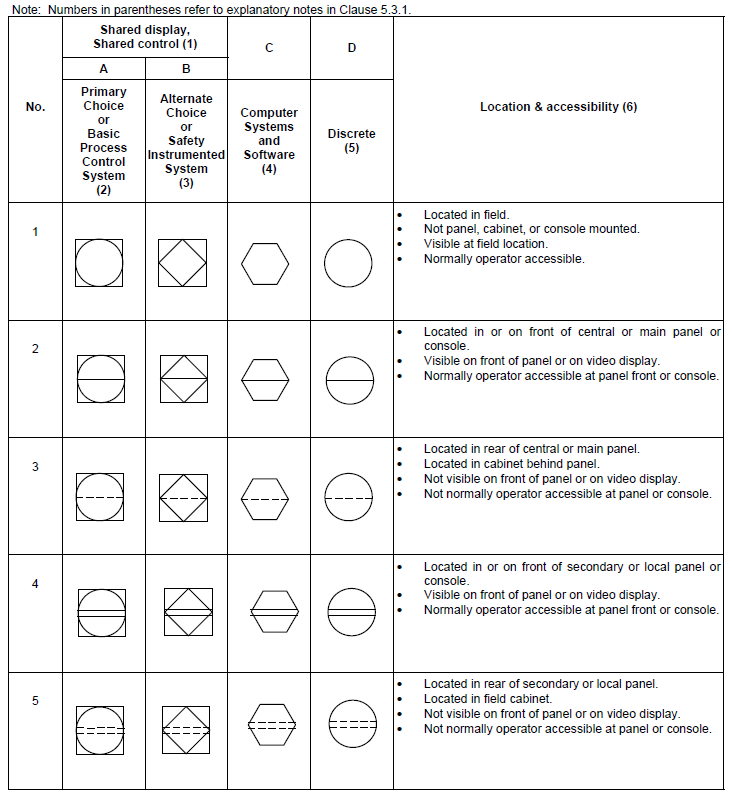 Note: Numbers in parentheses refer to explanatory notes in Clause 5.3.1.
No.
Shared display,
Shared control (1)
C
D
Location & accessibility (6)
A
B
Primary
Choice
or
Basic
Process
Control
System
(2)
Alternate
Choice
or
Safety
Instrumented
System
(3)
Computer
Systems
and
Software
(4)
Discrete
(5)
1
• Located in field.
• Not panel, cabinet, or console mounted.
• Visible at field location.
• Normally operator accessible.
2
• Located in or on front of central or main panel or
console.
• Visible on front of panel or on video display.
• Normally operator accessible at panel front or console.
3
• Located in rear of central or main panel.
• Located in cabinet behind panel.
• Not visible on front of panel or on video display.
• Not normally operator accessible at panel or console.
4
• Located in or on front of secondary or local panel or
console.
• Visible on front of panel or on video display.
• Normally operator accessible at panel front or console.
5
• Located in rear of secondary or local panel.
• Located in field cabinet.
• Not visible on front of panel or on video display.
• Not normally operator accessible at panel or console.